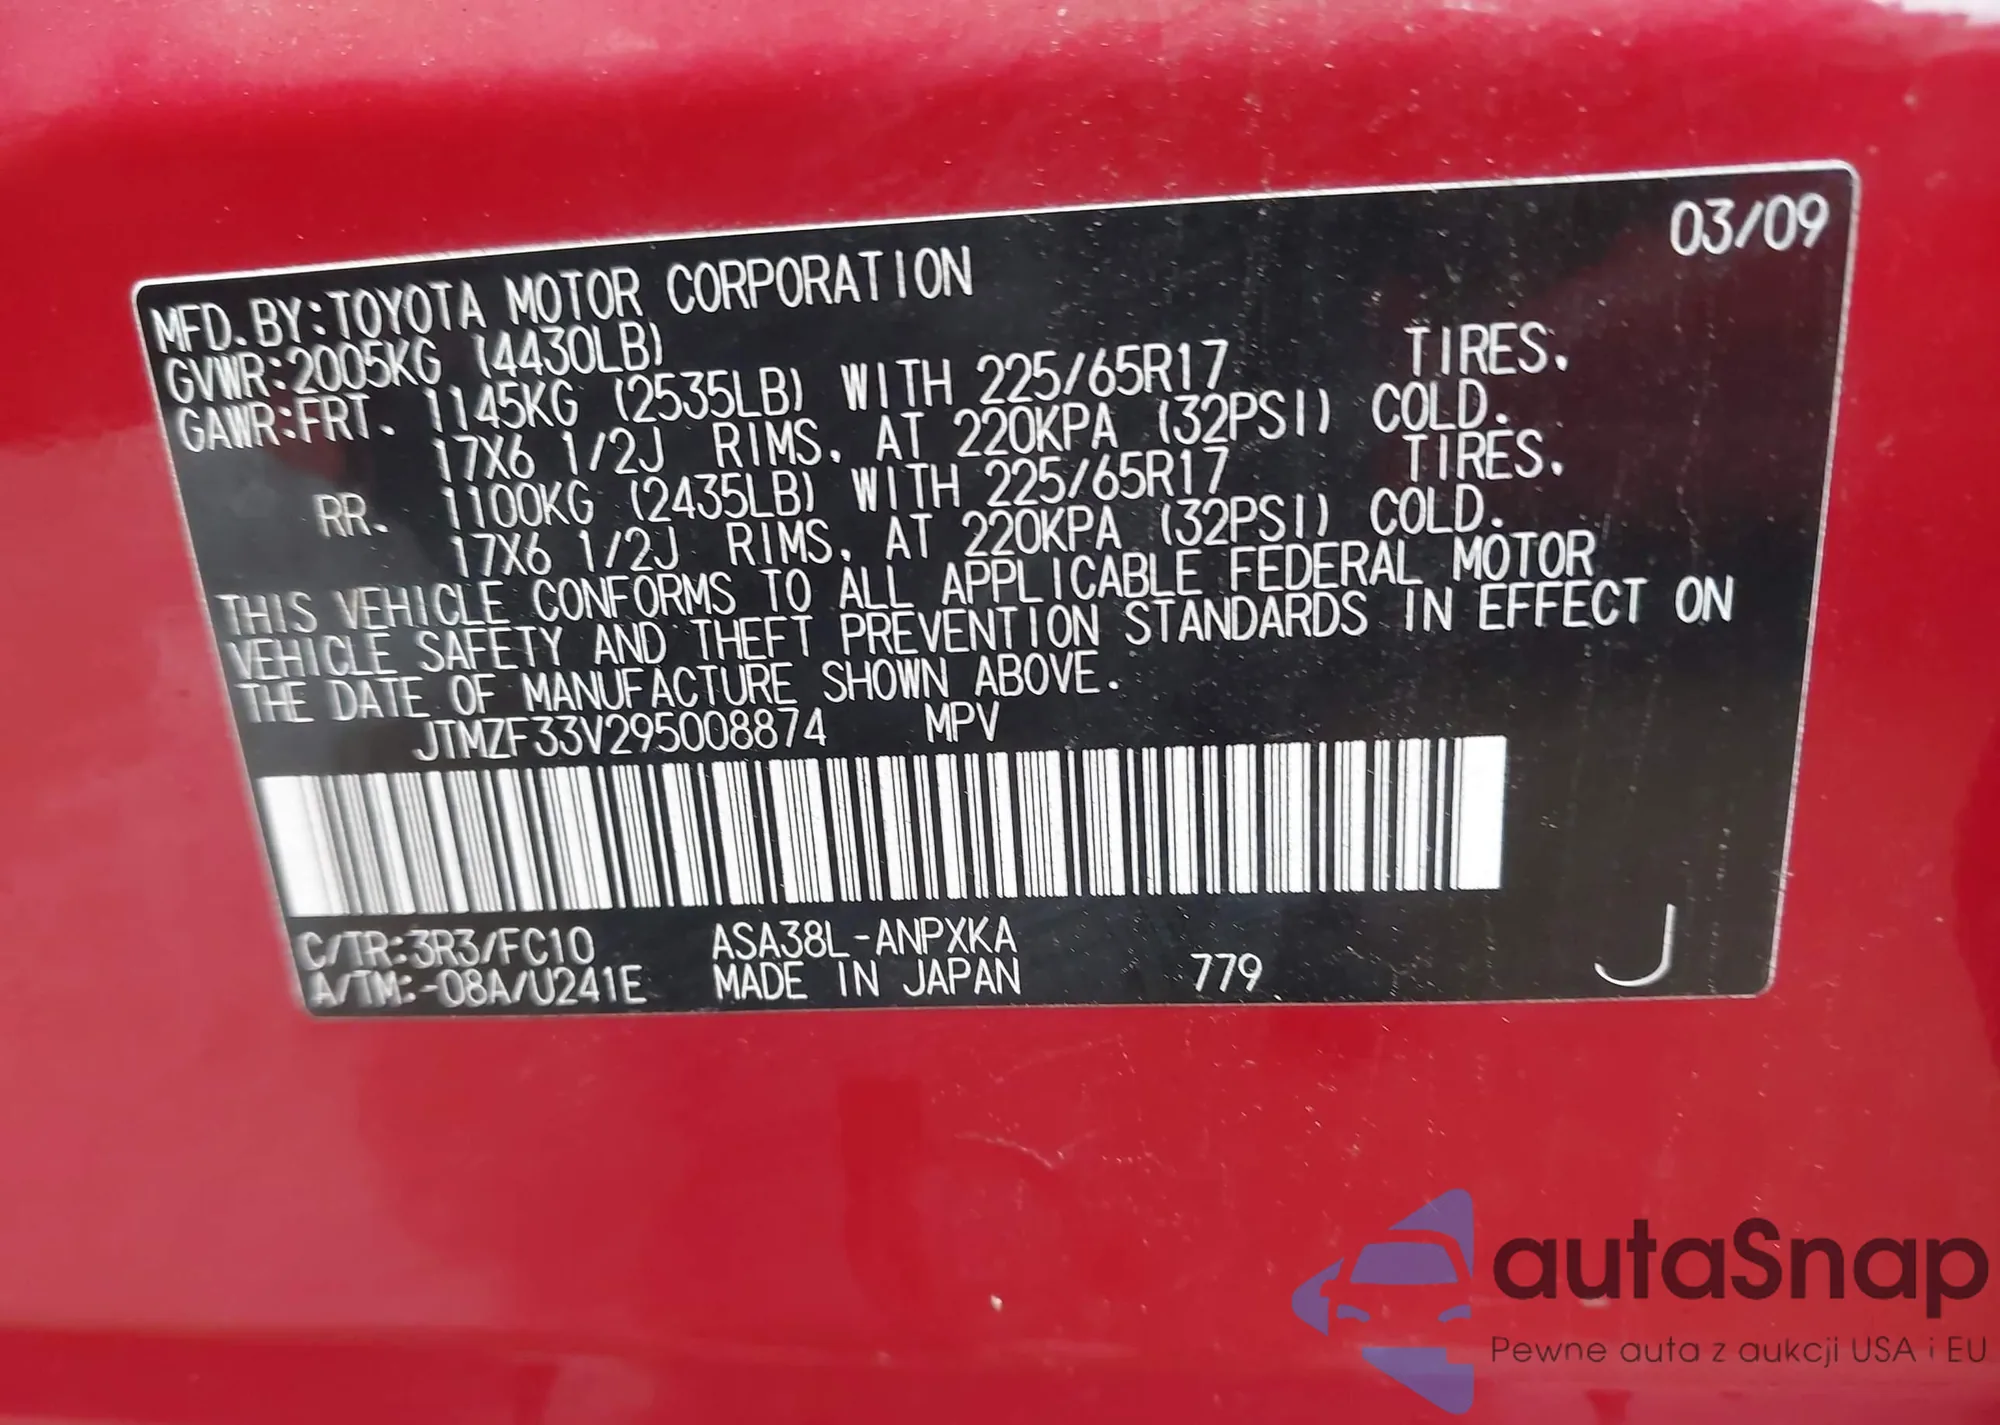 03/09
MFD. BY: TOYOTA MOTOR CORPORATION
GVWR: 2005KG (4430LB)
GAWR: FRT. 1145KG (2535LB) WITH 225/65R17 TIRES,
17X6 1/2J RIMS, AT 220KPA (32PSI) COLD.
RR. 1100KG (2435LB) WITH 225/65R17 TIRES,
17X6 1/2J RIMS, AT 220KPA (32PSI) COLD.
THIS VEHICLE CONFORMS TO ALL APPLICABLE FEDERAL MOTOR
VEHICLE SAFETY AND THEFT PREVENTION STANDARDS IN EFFECT ON
THE DATE OF MANUFACTURE SHOWN ABOVE.
JTMZF33V295008874 MPV
C/TR: 3R3/FC10 ASA38L-ANPXKA
A/TM: -08A/U241E MADE IN JAPAN 779 J
autaSnap
Pewne auta z aukcji USA i EU